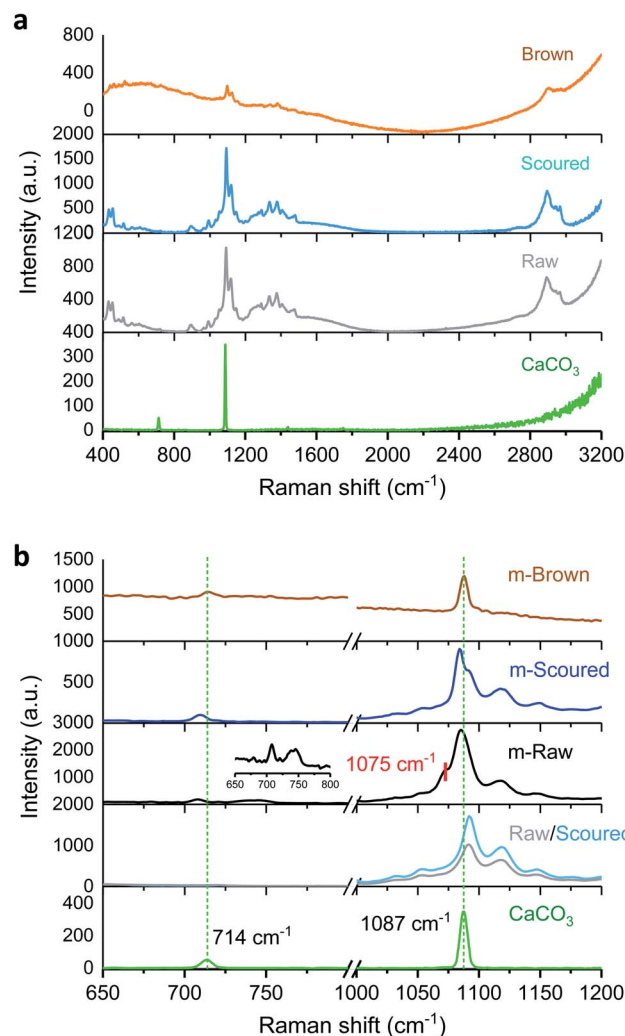 a
800
400
0
2000
Brown
1500
1000
500
1200
Scoured
800
400
400
Raw
300
200
100
0
CaCO₃
400 800 1200 1600 2000 2400 2800 3200
Raman shift (cm⁻¹)
Intensity (a.u.)
b
1500
1000
500
1000
m-Brown
500
3000
m-Scoured
2000
1000
2000
650 700 750 800
1075 cm⁻¹
m-Raw
1000
0
Raw/Scoured
400
200
0
714 cm⁻¹
1087 cm⁻¹
CaCO₃
650 700 750 1000 1050 1100 1150 1200
Raman shift (cm⁻¹)
Intensity (a.u.)